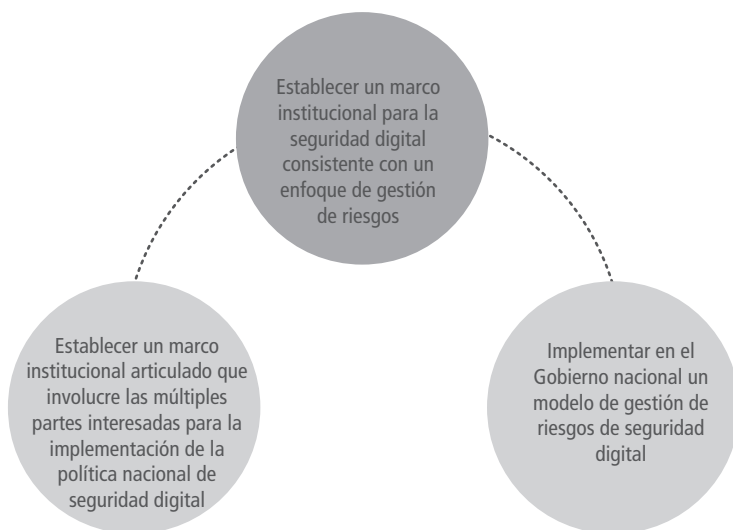 Establecer un marco
institucional para la
seguridad digital
consistente con un
enfoque de gestión
de riesgos
Establecer un marco
institucional articulado que
involucre las múltiples
partes interesadas para la
implementación de la
política nacional de
seguridad digital
Implementar en el
Gobierno nacional un
modelo de gestión de
riesgos de seguridad
digital